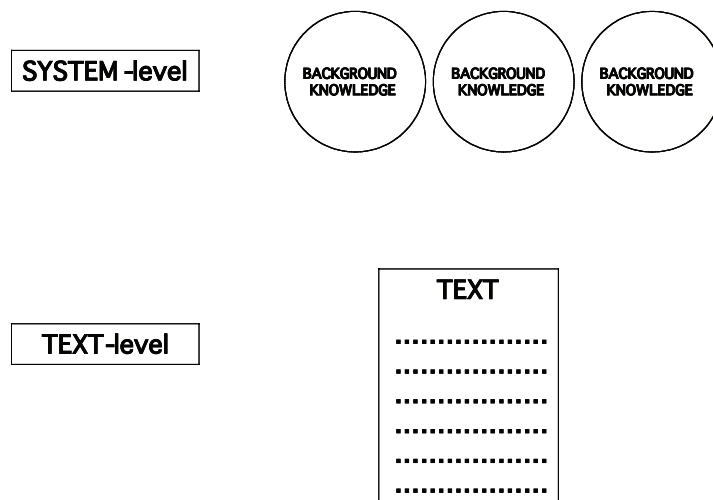 SYSTEM-level
BACKGROUND
KNOWLEDGE
BACKGROUND
KNOWLEDGE
BACKGROUND
KNOWLEDGE
TEXT
TEXT-level